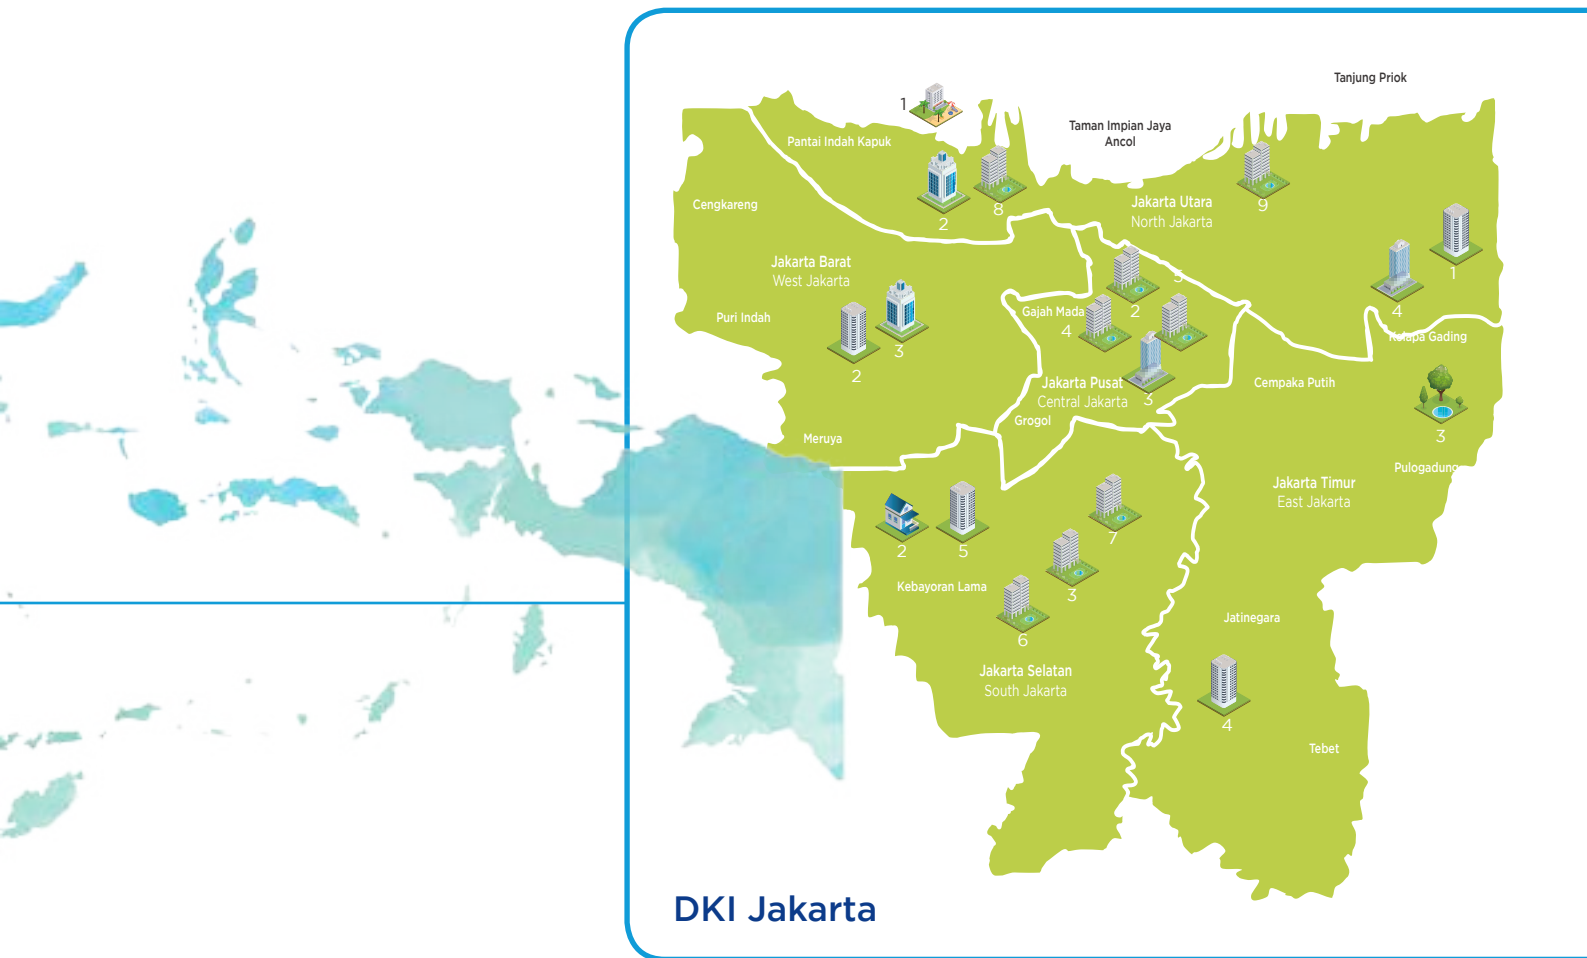 Tanjung Priok
1
Taman Impian Jaya
Ancol
Pantai Indah Kapuk
Cengkareng
2
8
Jakarta Utara
North Jakarta
9
Jakarta Barat
West Jakarta
5
1
Puri Indah
3
2
Gajah Mada
4
2
4
Kelapa Gading
Jakarta Pusat
Central Jakarta
3
Cempaka Putih
Grogol
3
Meruya
Pulogadung
Jakarta Timur
East Jakarta
2
5
7
Kebayoran Lama
3
6
Jatinegara
Jakarta Selatan
South Jakarta
4
Tebet
DKI Jakarta